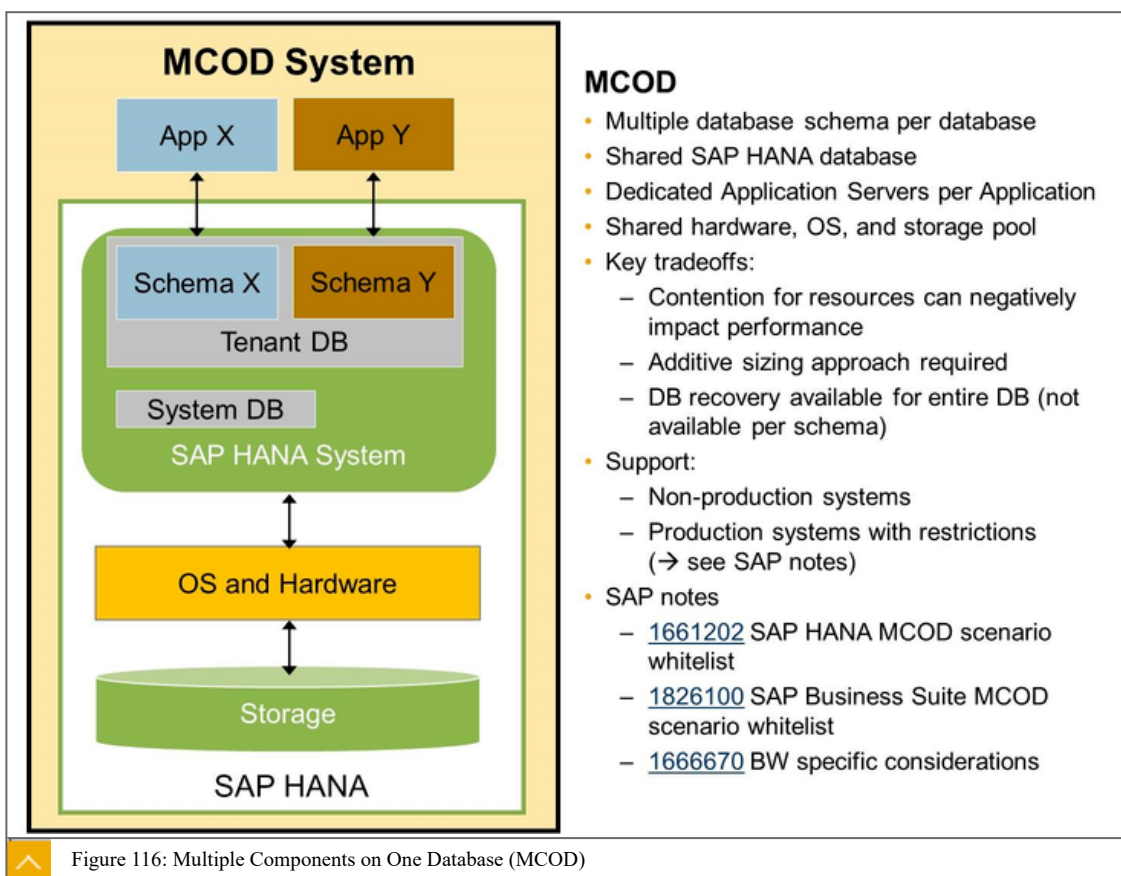 MCOD System
App X
App Y
Schema X
Schema Y
Tenant DB
System DB
SAP HANA System
OS and Hardware
Storage
SAP HANA
MCOD
• Multiple database schema per database
• Shared SAP HANA database
• Dedicated Application Servers per Application
• Shared hardware, OS, and storage pool
• Key tradeoffs:
– Contention for resources can negatively
impact performance
– Additive sizing approach required
– DB recovery available for entire DB (not
available per schema)
• Support:
– Non-production systems
– Production systems with restrictions
(→ see SAP notes)
• SAP notes
– 1661202 SAP HANA MCOD scenario
whitelist
– 1826100 SAP Business Suite MCOD
scenario whitelist
– 1666670 BW specific considerations
Figure 116: Multiple Components on One Database (MCOD)